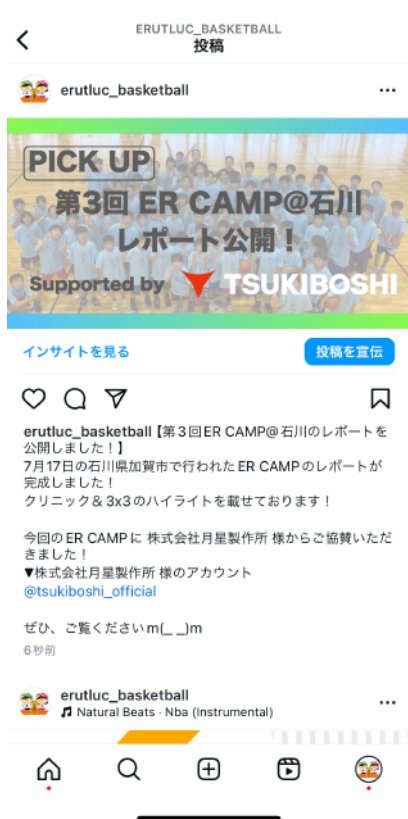 ERUTLUC_BASKETBALL
投稿
erutluc_basketball
PICK UP
第3回 ER CAMP@石川
レポート公開！
Supported by TSUKIBOSHI
インサイトを見る
投稿を宣伝
erutluc_basketball【第3回ER CAMP@石川のレポートを
公開しました！】
7月17日の石川県加賀市で行われたER CAMPのレポートが
完成しました！
クリニック＆3x3のハイライトを載せております！
今回のER CAMPに 株式会社月星製作所 様からご協賛いただ
きました！
▼株式会社月星製作所 様のアカウント
@tsukiboshi_official
ぜひ、ご覧くださいm(_ _)m
6秒前
erutluc_basketball
Natural Beats · Nba (Instrumental)